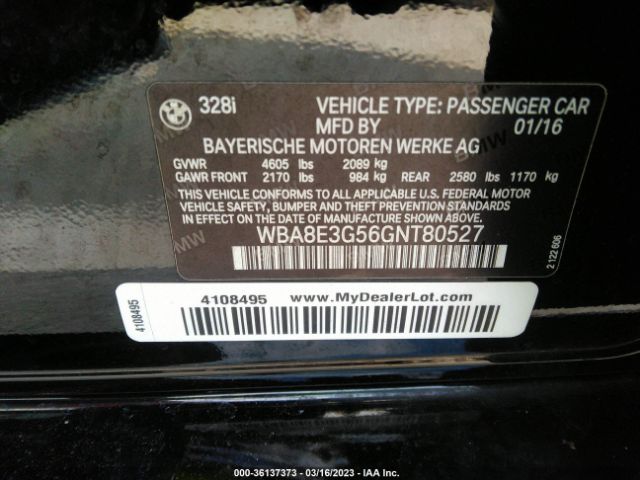 BMW
328i VEHICLE TYPE: PASSENGER CAR
MFD BY 01/16
BAYERISCHE MOTOREN WERKE AG
GVWR 4605 lbs 2089 kg
GAWR FRONT 2170 lbs 984 kg REAR 2580 lbs 1170 kg
THIS VEHICLE CONFORMS TO ALL APPLICABLE U.S. FEDERAL MOTOR
VEHICLE SAFETY, BUMPER AND THEFT PREVENTION STANDARDS
IN EFFECT ON THE DATE OF MANUFACTURE SHOWN ABOVE.
WBA8E3G56GNT80527
2 122 606
4108495
4108495 www.MyDealerLot.com
000-36137373 - 03/16/2023 - IAA Inc.